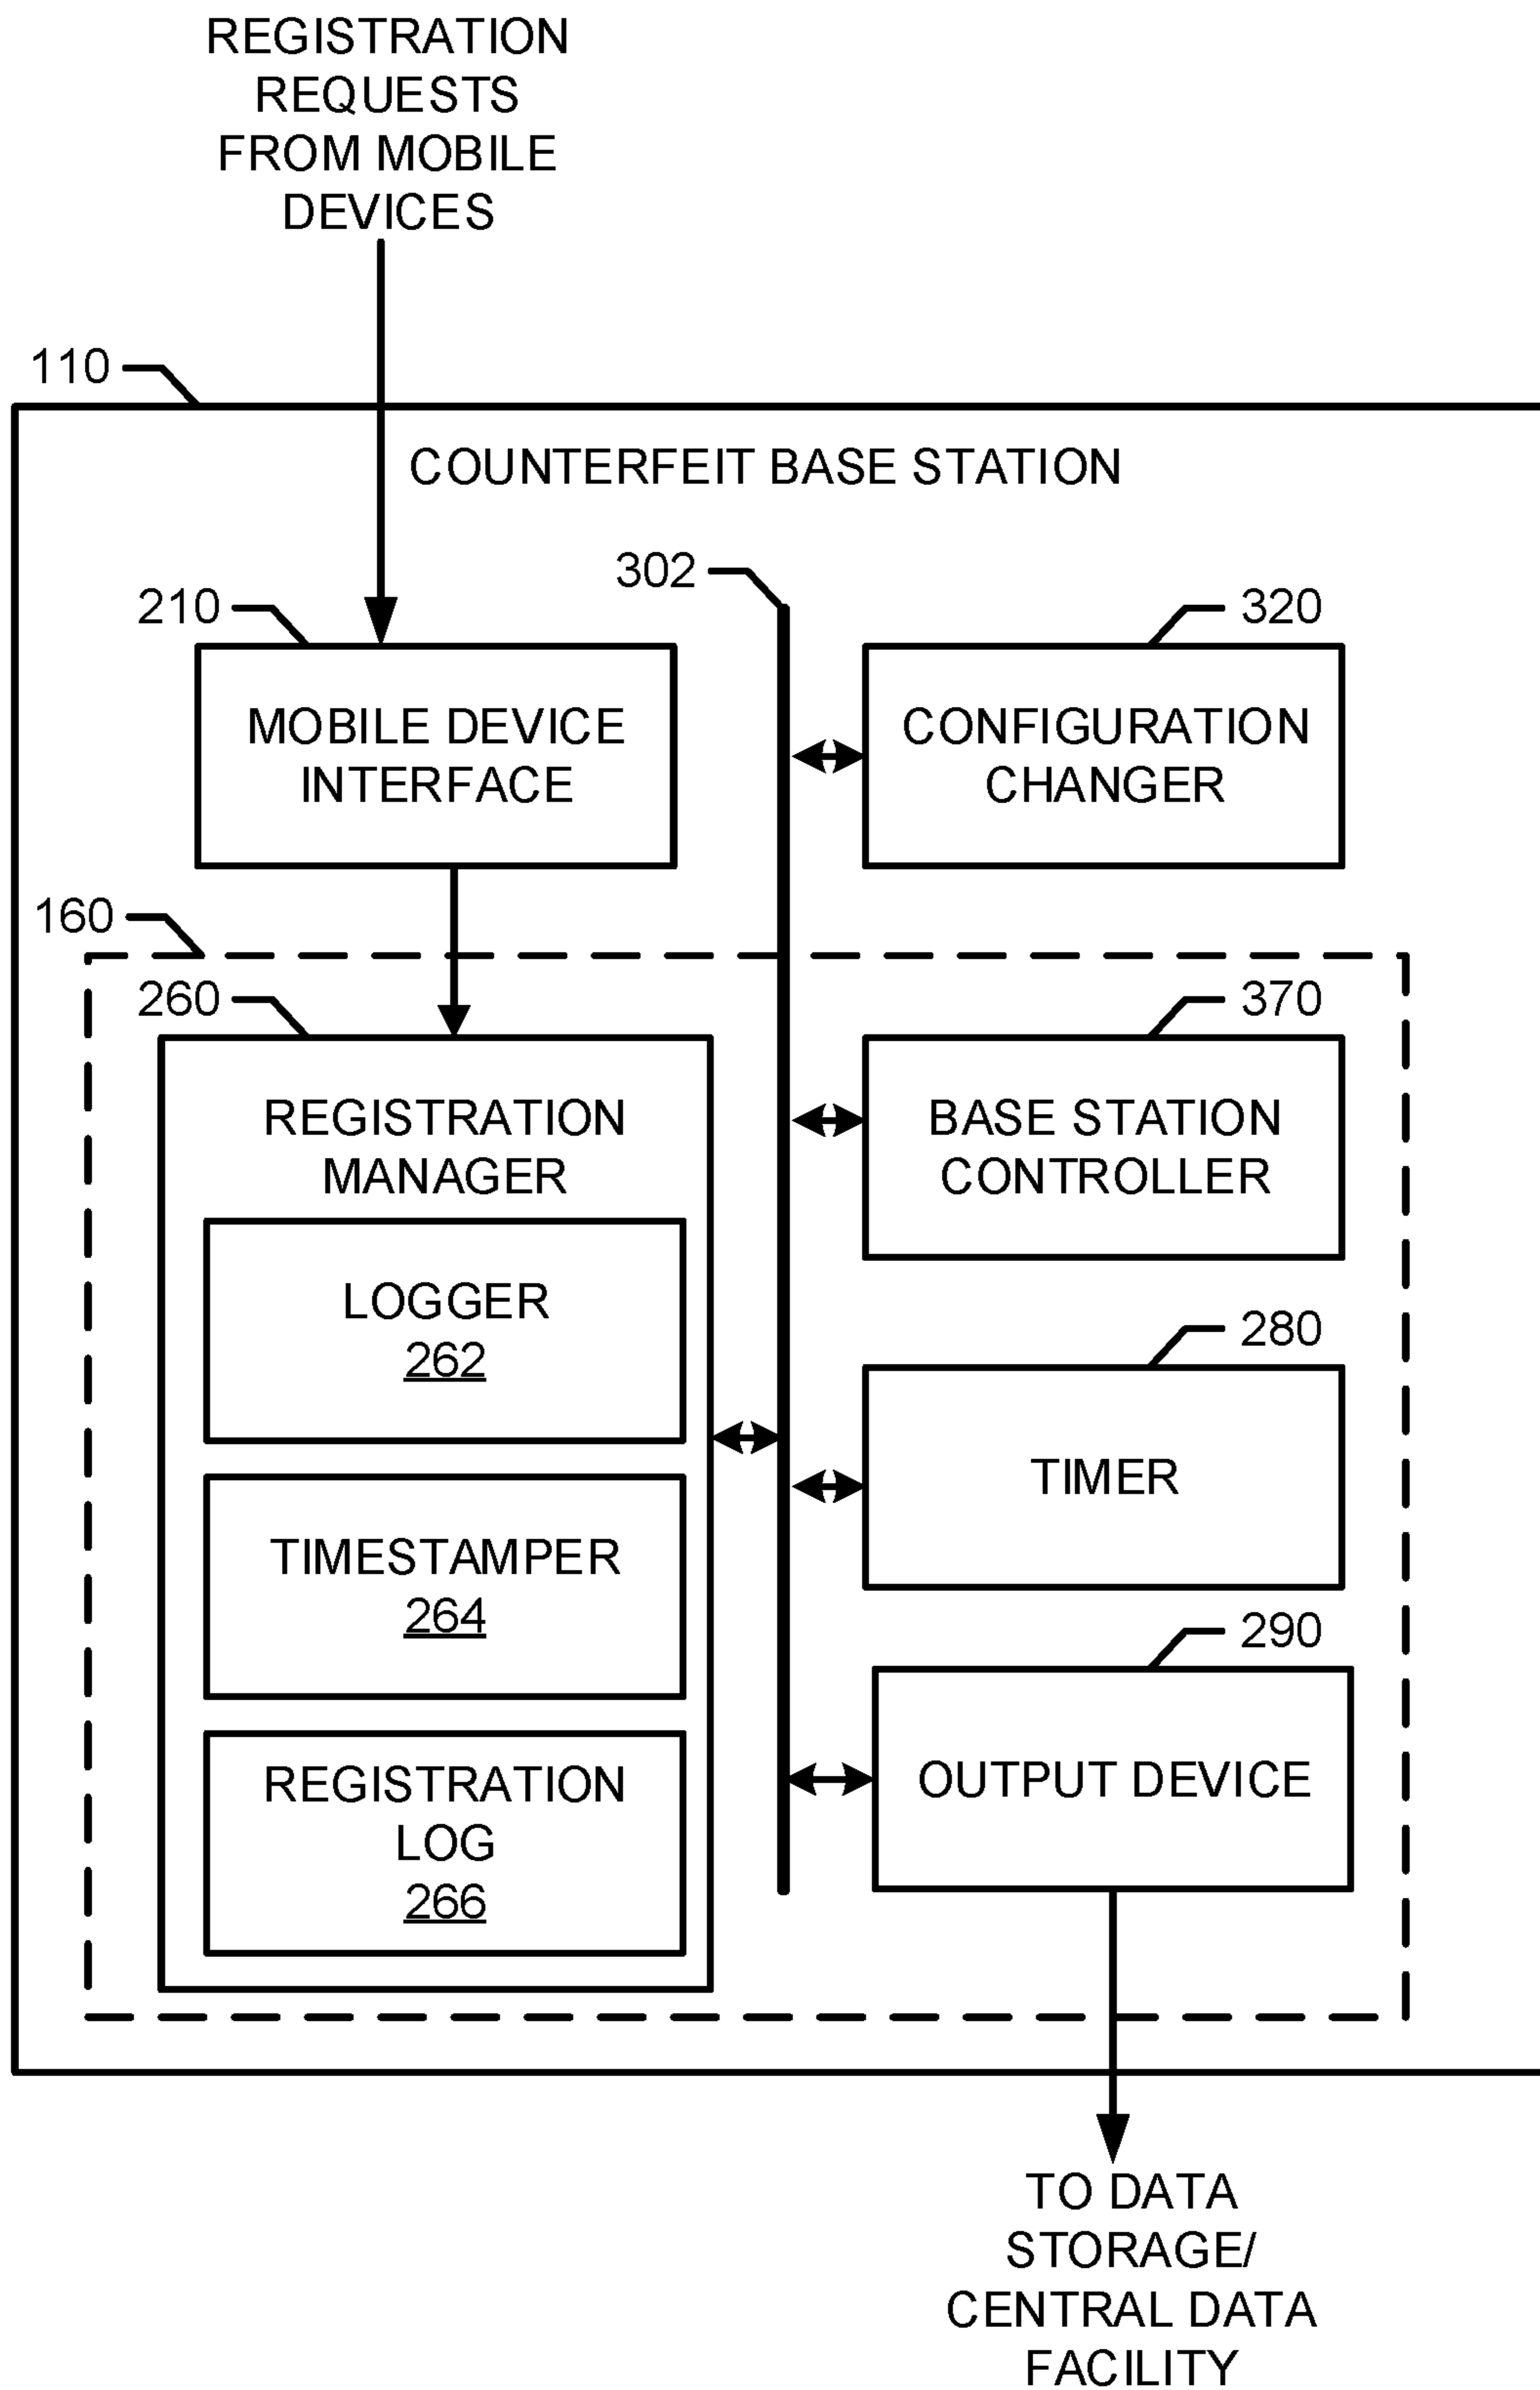 REGISTRATION
REQUESTS
FROM MOBILE
DEVICES
110
COUNTERFEIT BASE STATION
302
210
320
MOBILE DEVICE
INTERFACE
CONFIGURATION
CHANGER
160
260
370
REGISTRATION
MANAGER
BASE STATION
CONTROLLER
LOGGER
262
280
TIMER
TIMESTAMPER
264
290
REGISTRATION
LOG
266
OUTPUT DEVICE
TO DATA
STORAGE/
CENTRAL DATA
FACILITY